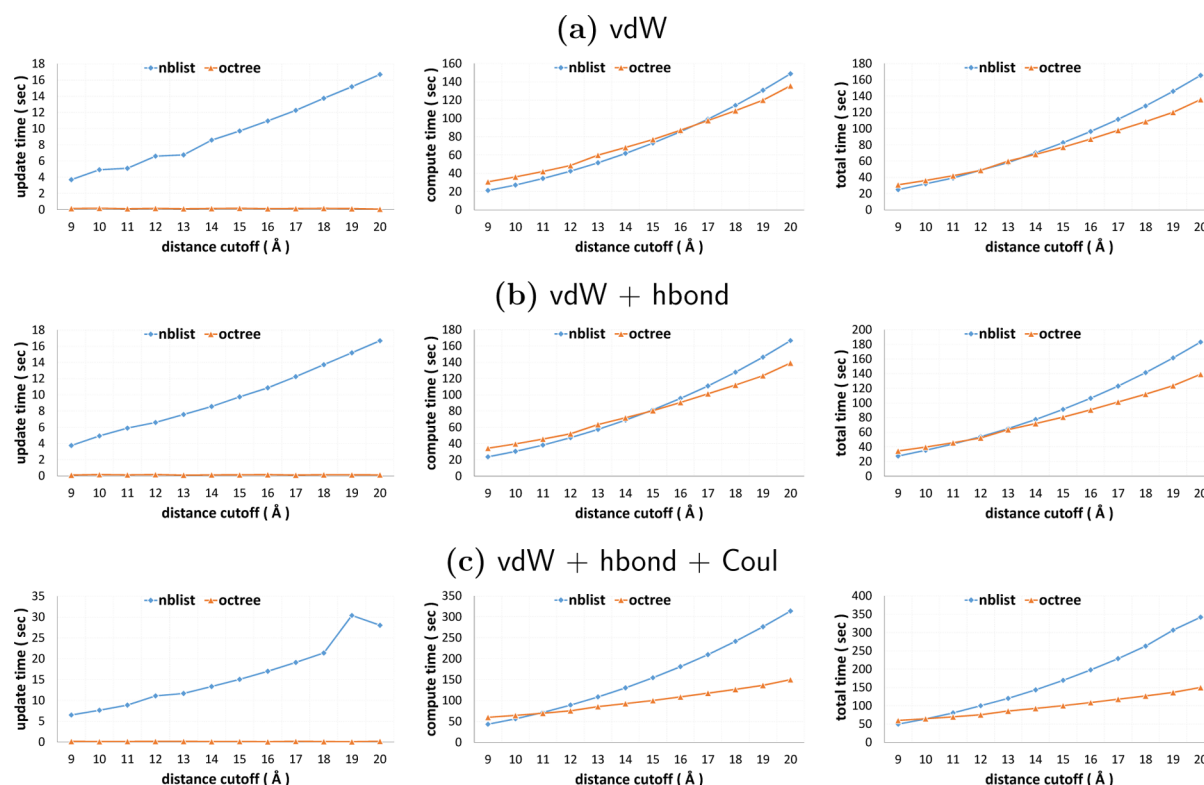 (a) vdW
update time ( sec )
18
16
14
12
10
8
6
4
2
0
nblist octree
9 10 11 12 13 14 15 16 17 18 19 20
distance cutoff ( Å )
compute time ( sec )
160
140
120
100
80
60
40
20
0
nblist octree
9 10 11 12 13 14 15 16 17 18 19 20
distance cutoff ( Å )
total time ( sec )
180
160
140
120
100
80
60
40
20
0
nblist octree
9 10 11 12 13 14 15 16 17 18 19 20
distance cutoff ( Å )
(b) vdW + hbond
update time ( sec )
18
16
14
12
10
8
6
4
2
0
nblist octree
9 10 11 12 13 14 15 16 17 18 19 20
distance cutoff ( Å )
compute time ( sec )
180
160
140
120
100
80
60
40
20
0
nblist octree
9 10 11 12 13 14 15 16 17 18 19 20
distance cutoff ( Å )
total time ( sec )
200
180
160
140
120
100
80
60
40
20
0
nblist octree
9 10 11 12 13 14 15 16 17 18 19 20
distance cutoff ( Å )
(c) vdW + hbond + Coul
update time ( sec )
35
30
25
20
15
10
5
0
nblist octree
9 10 11 12 13 14 15 16 17 18 19 20
distance cutoff ( Å )
compute time ( sec )
350
300
250
200
150
100
50
0
nblist octree
9 10 11 12 13 14 15 16 17 18 19 20
distance cutoff ( Å )
total time ( sec )
400
350
300
250
200
150
100
50
0
nblist octree
9 10 11 12 13 14 15 16 17 18 19 20
distance cutoff ( Å )